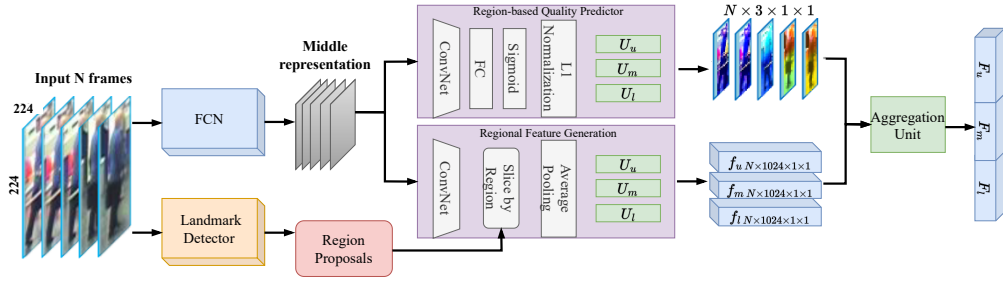 Input N frames
224
224
FCN
Landmark
Detector
Middle
representation
Region
Proposals
Region-based Quality Predictor
ConvNet
FC
Sigmoid
L1
Normalization
U_u
U_m
U_l
Regional Feature Generation
ConvNet
Slice by
Region
Average
Pooling
U_u
U_m
U_l
N × 3 × 1 × 1
f_u N×1024×1×1
f_m N×1024×1×1
f_l N×1024×1×1
Aggregation
Unit
F_u
F_m
F_l